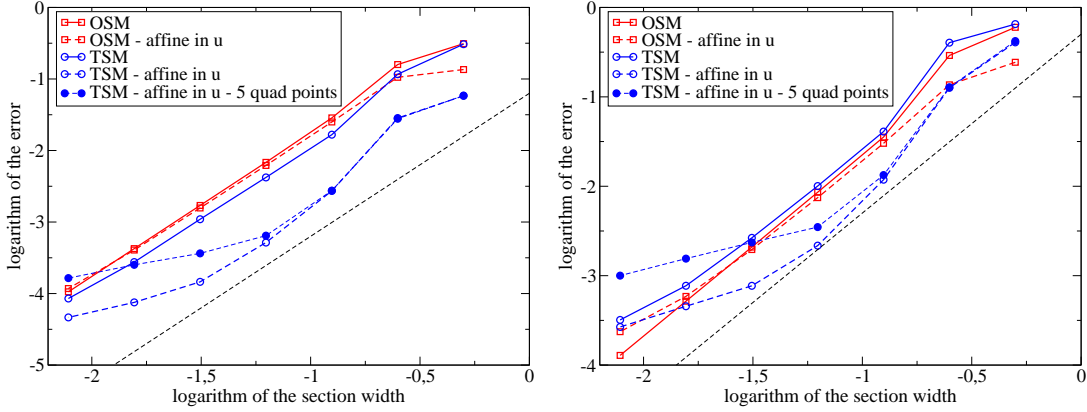 0
-1
-2
-3
-4
-5
-2
-1,5
-1
-0,5
0
logarithm of the section width
logarithm of the error
OSM
OSM - affine in u
TSM
TSM - affine in u
TSM - affine in u - 5 quad points
0
-1
-2
-3
-4
-2
-1,5
-1
-0,5
0
logarithm of the section width
logarithm of the error
OSM
OSM - affine in u
TSM
TSM - affine in u
TSM - affine in u - 5 quad points